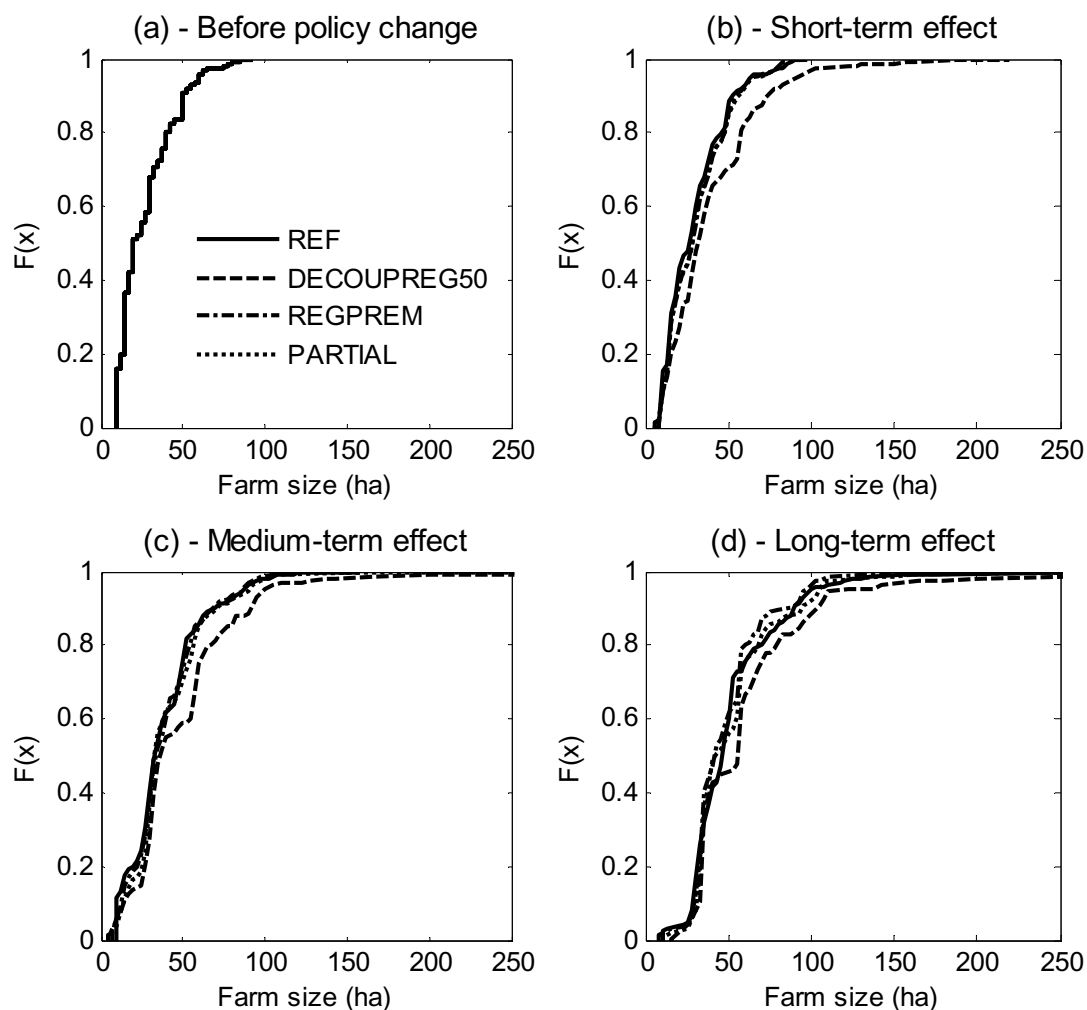 (a) - Before policy change
1
0.8
0.6
0.4
0.2
0
F(x)
REF
DECOUPREG50
REGPREM
PARTIAL
0 50 100 150 200 250
Farm size (ha)
(b) - Short-term effect
1
0.8
0.6
0.4
0.2
0
F(x)
0 50 100 150 200 250
Farm size (ha)
(c) - Medium-term effect
1
0.8
0.6
0.4
0.2
0
F(x)
0 50 100 150 200 250
Farm size (ha)
(d) - Long-term effect
1
0.8
0.6
0.4
0.2
0
F(x)
0 50 100 150 200 250
Farm size (ha)